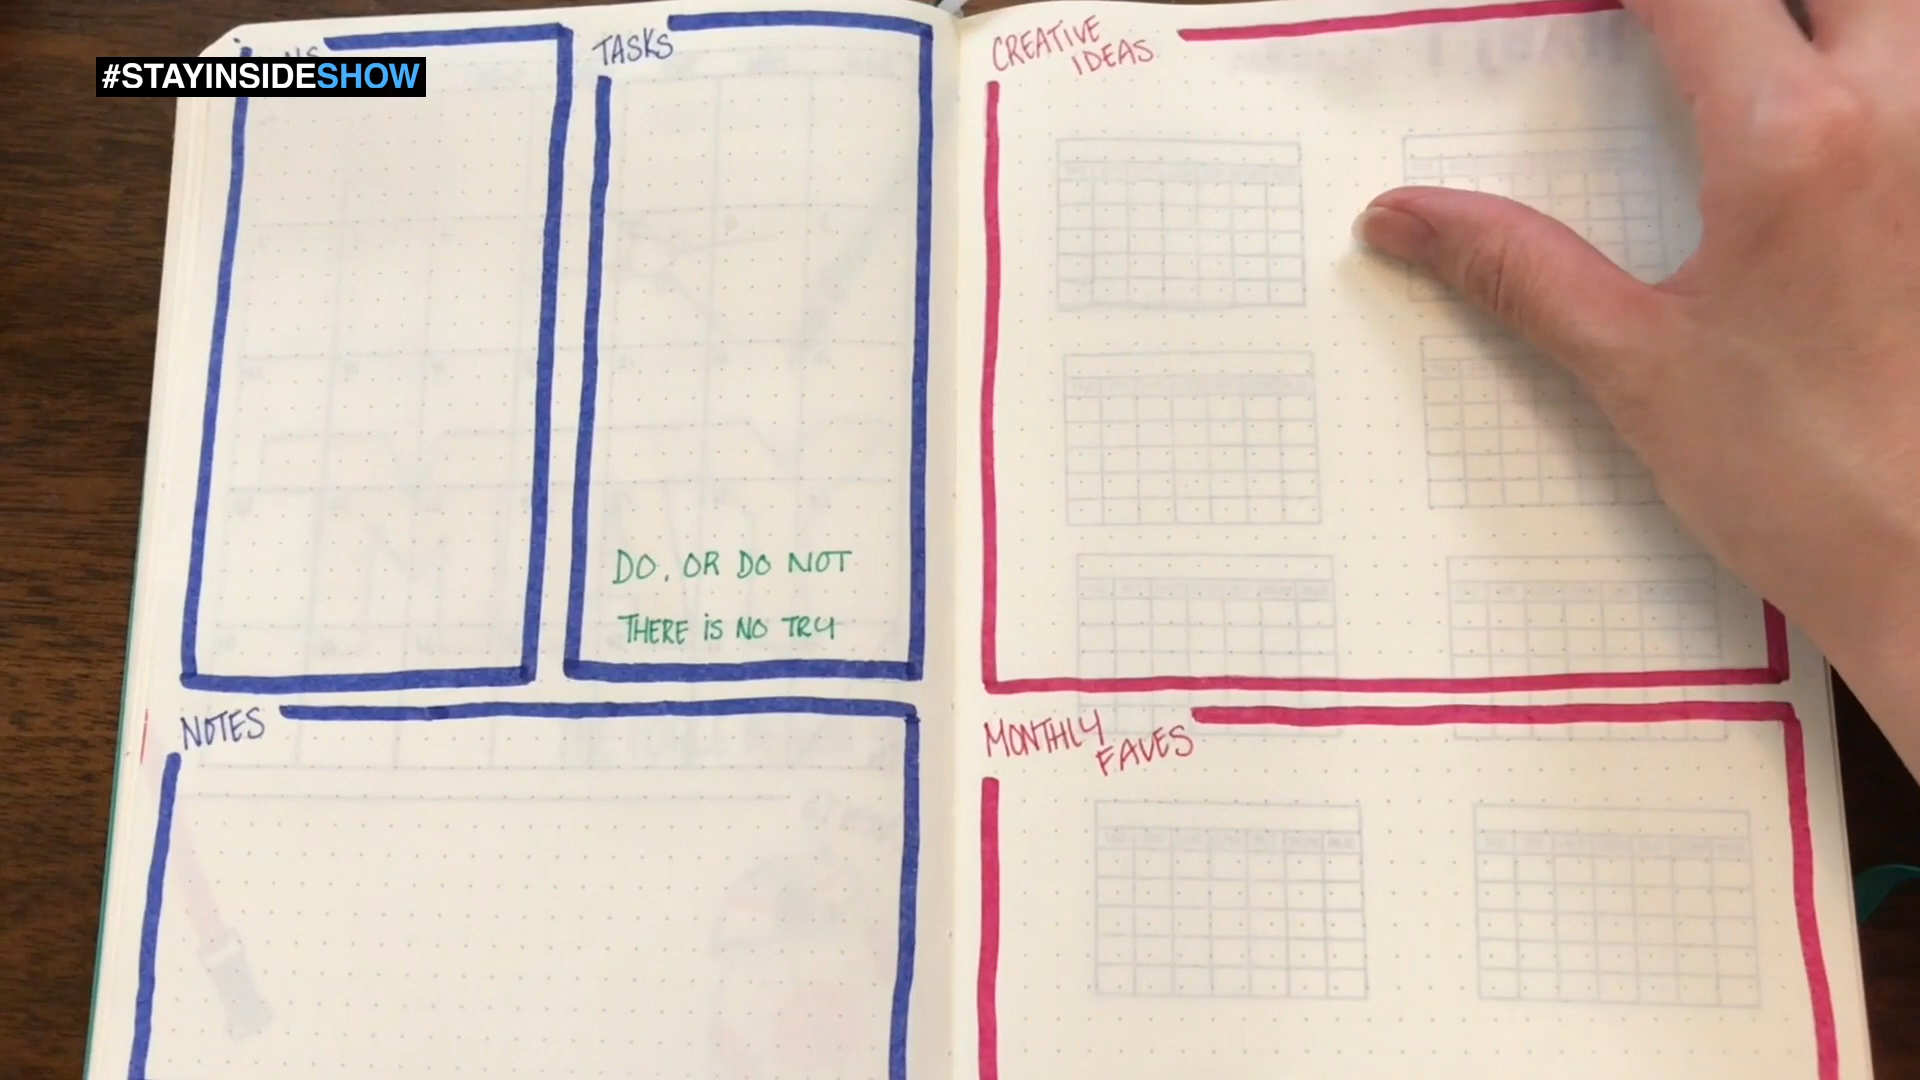 #STAYINSIDESHOW
TASKS
DO, OR DO NOT
THERE iS NO TRY
NOTES
CREATIVE
IDEAS
MONTHLY
FAVES